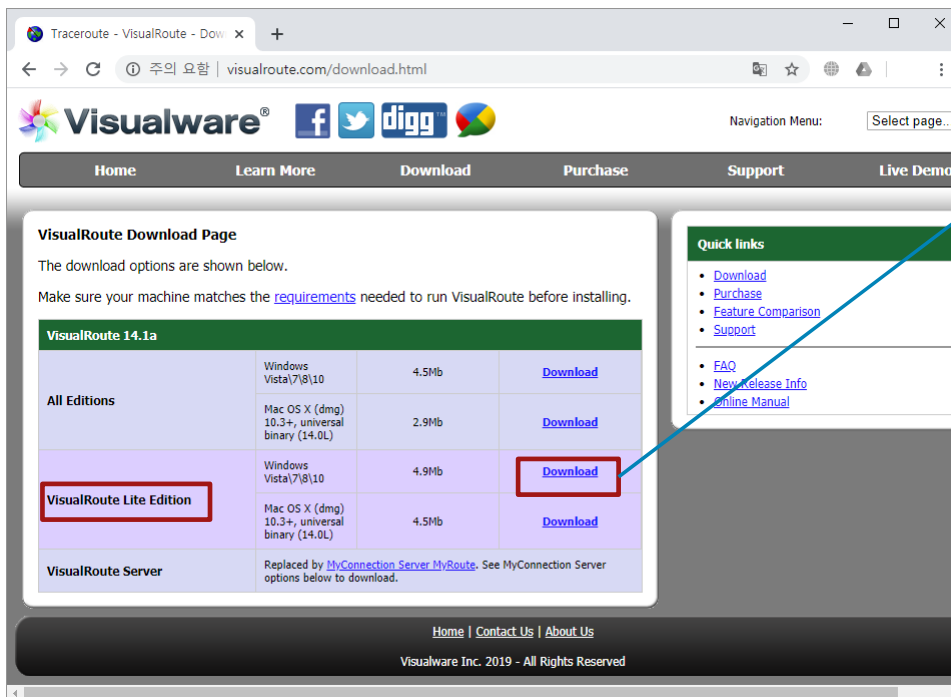 Traceroute - VisualRoute - Dow
주의 요함 | visualroute.com/download.html
Visualware®
digg™
Navigation Menu:
Select page..
Home Learn More Download Purchase Support Live Demo
VisualRoute Download Page
The download options are shown below.
Make sure your machine matches the requirements needed to run VisualRoute before installing.
VisualRoute 14.1a
All Editions
Windows
Vista\7\8\10
4.5Mb
Download
Mac OS X (dmg)
10.3+, universal
binary (14.0L)
2.9Mb
Download
VisualRoute Lite Edition
Windows
Vista\7\8\10
4.9Mb
Download
Mac OS X (dmg)
10.3+, universal
binary (14.0L)
4.5Mb
Download
VisualRoute Server
Replaced by MyConnection Server MyRoute. See MyConnection Server
options below to download.
Quick links
Download
Purchase
Feature Comparison
Support
FAQ
New Release Info
Online Manual
Home | Contact Us | About Us
Visualware Inc. 2019 - All Rights Reserved